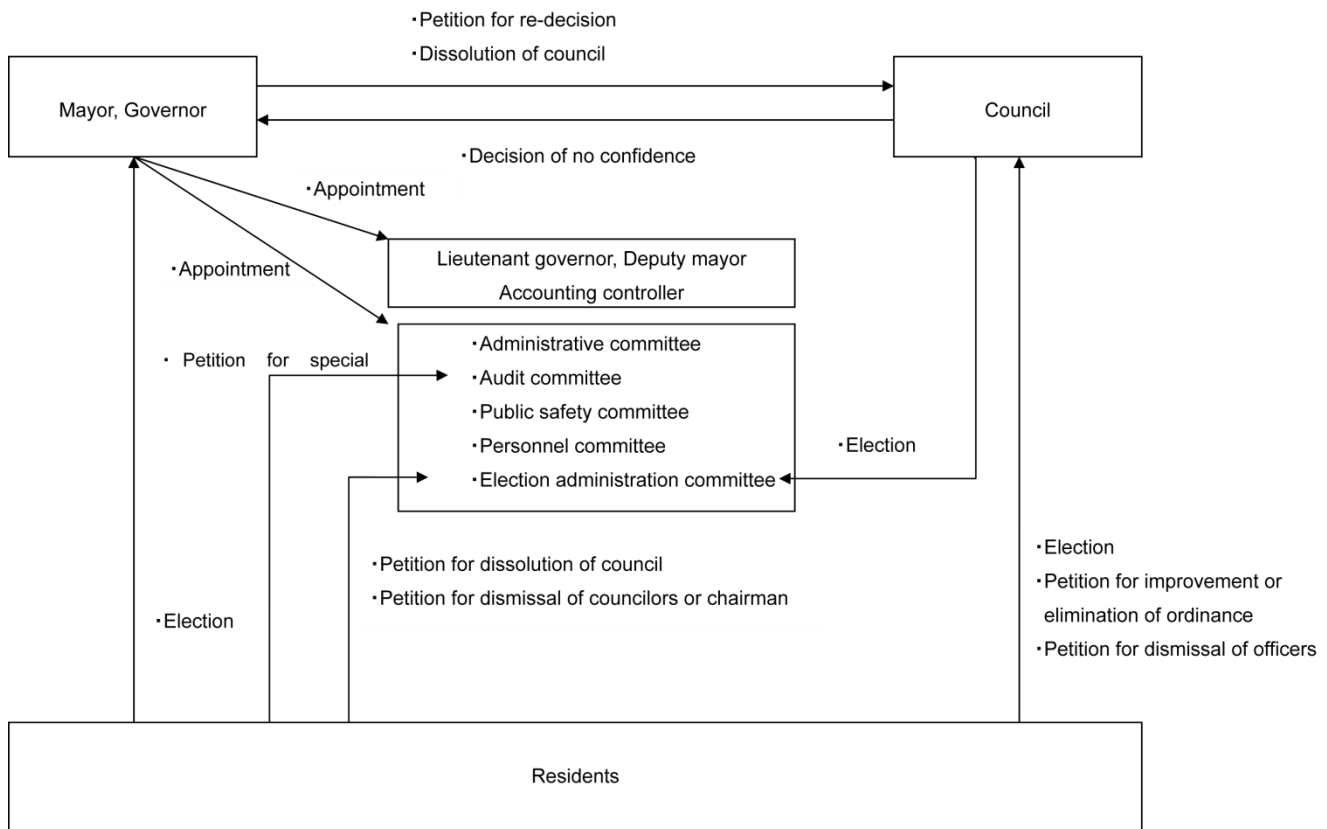 ・Petition for re-decision
・Dissolution of council
Mayor, Governor
Council
・Decision of no confidence
・Appointment
・Appointment
Lieutenant governor, Deputy mayor
Accounting controller
・ Petition for special
・Administrative committee
・Audit committee
・Public safety committee
・Personnel committee
・Election administration committee
・Election
・Petition for dissolution of council
・Petition for dismissal of councilors or chairman
・Election
・Election
・Petition for improvement or
elimination of ordinance
・Petition for dismissal of officers
Residents